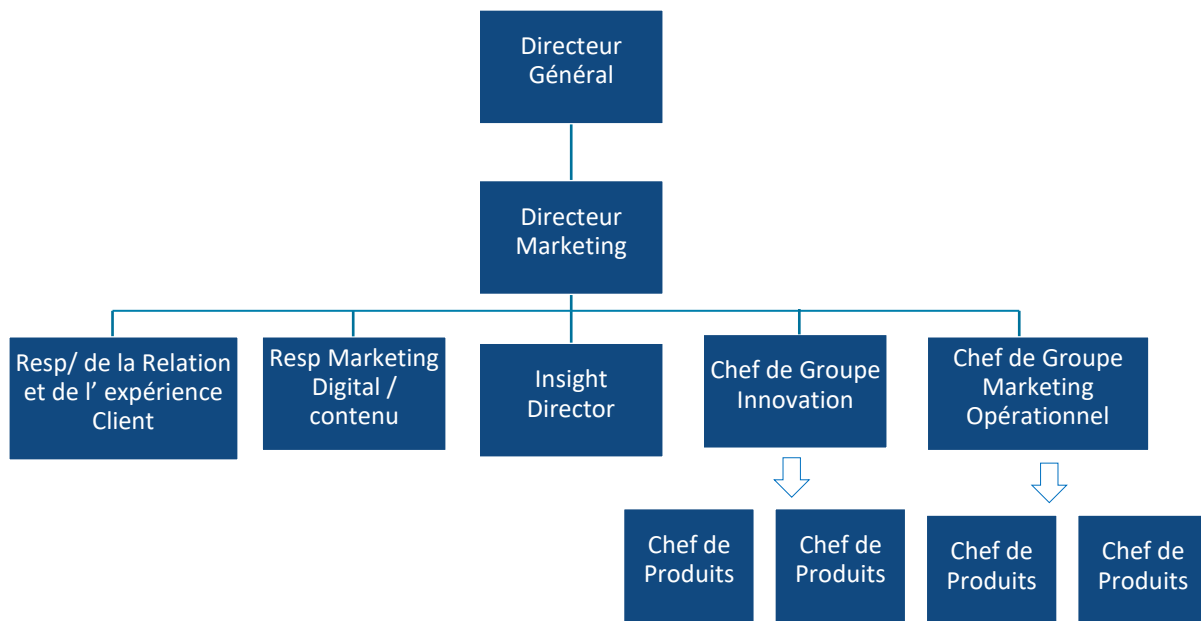 Directeur
Général
Directeur
Marketing
Resp/ de la Relation
et de l’ expérience
Client
Resp Marketing
Digital /
contenu
Insight
Director
Chef de Groupe
Innovation
Chef de Groupe
Marketing
Opérationnel
Chef de
Produits
Chef de
Produits
Chef de
Produits
Chef de
Produits